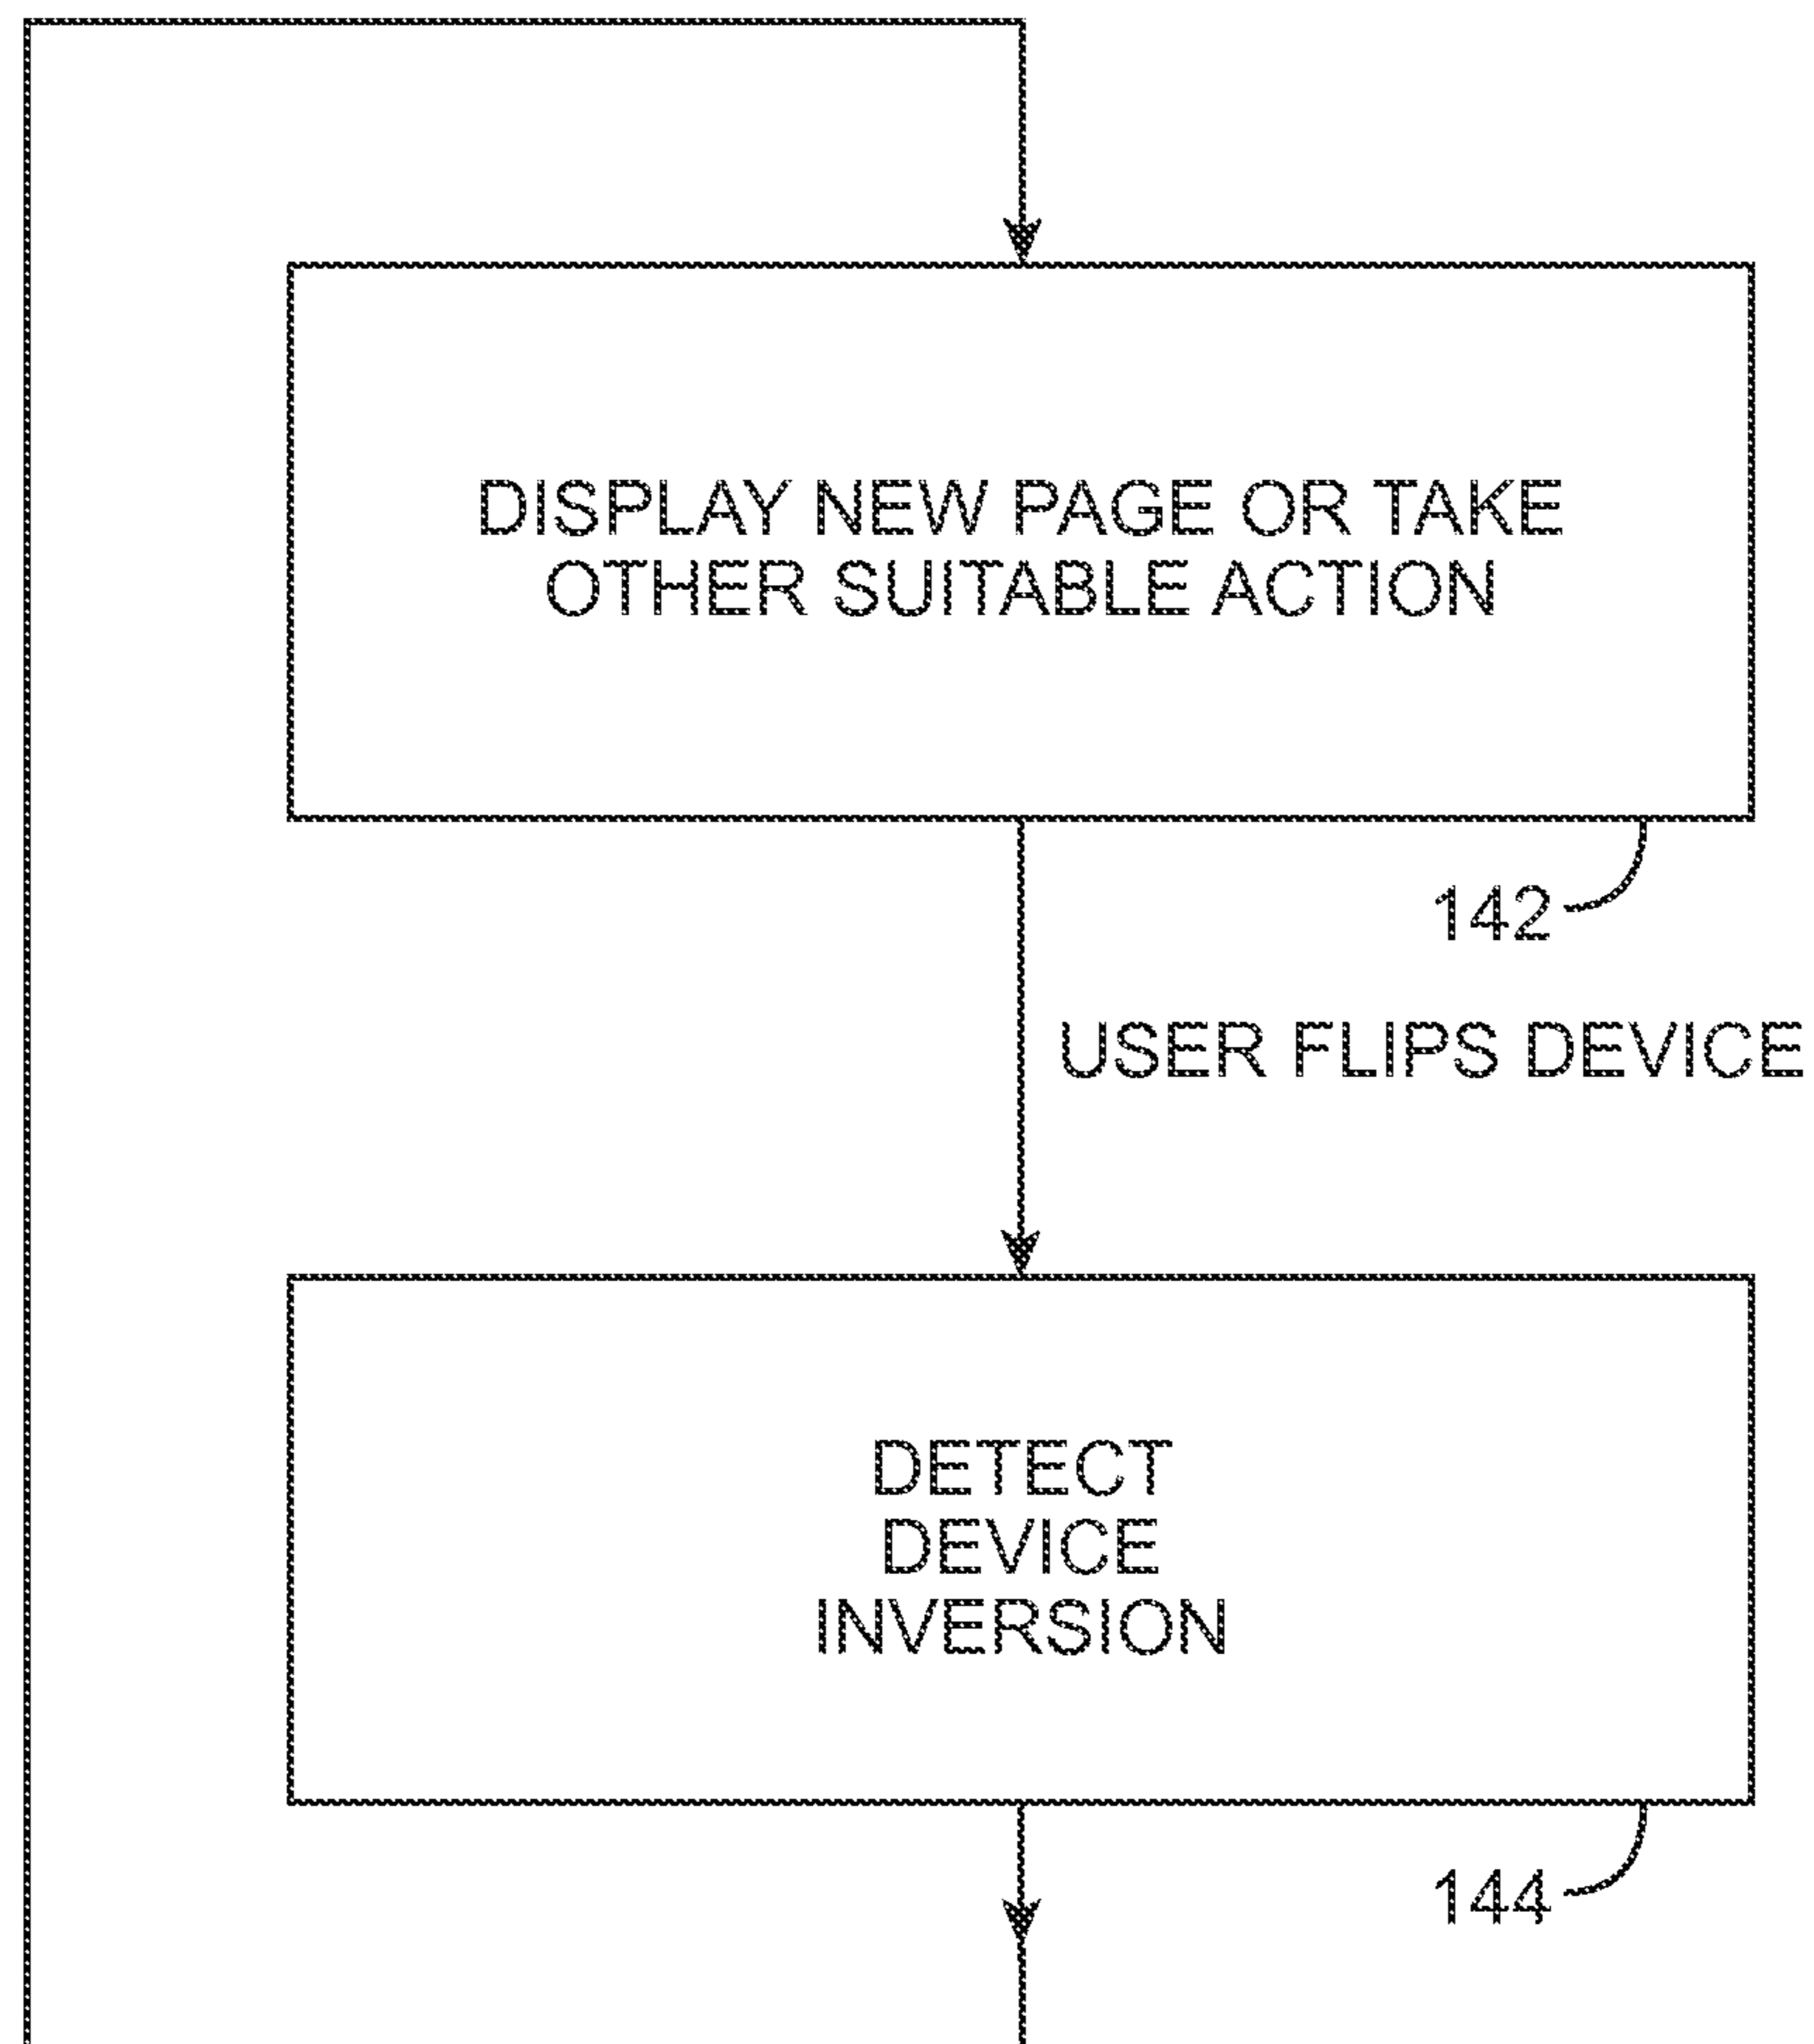 DISPLAY NEW PAGE OR TAKE
OTHER SUITABLE ACTION
142
USER FLIPS DEVICE
DETECT
DEVICE
INVERSION
144